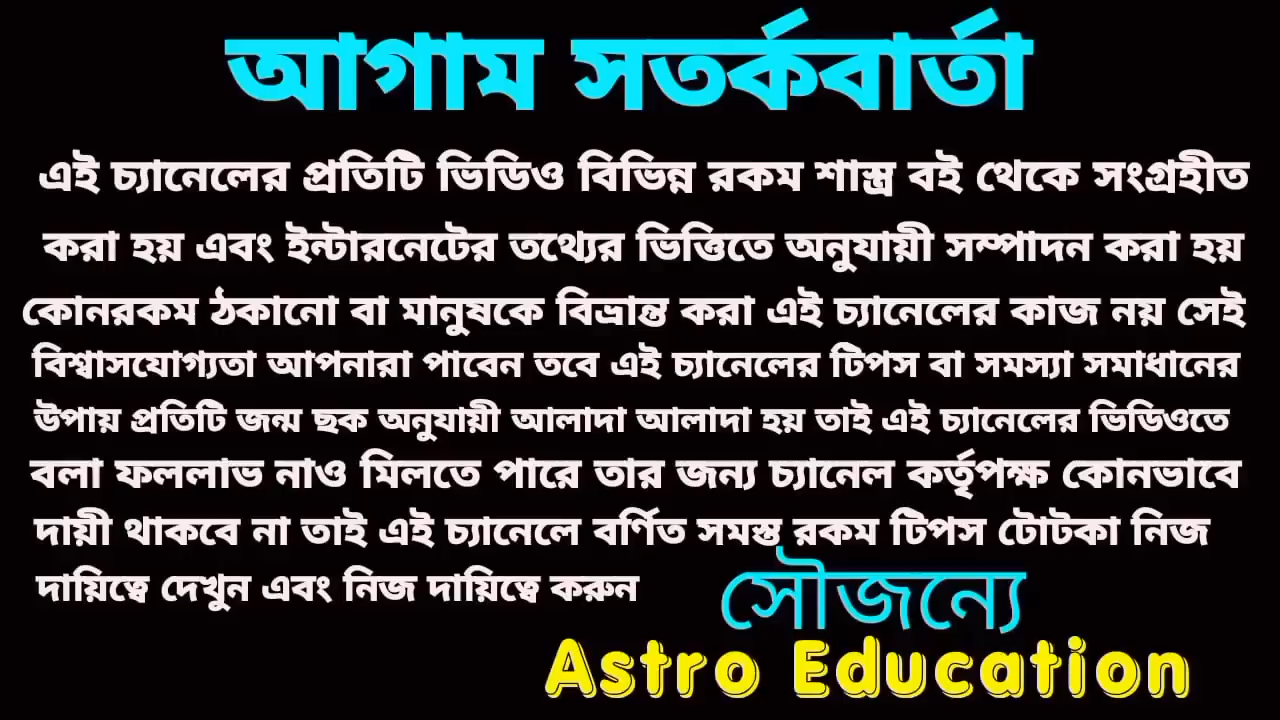 আগাম সতর্কবার্তা
এই চ্যানেলের প্রতিটি ভিডিও বিভিন্ন রকম শাস্ত্র বই থেকে সংগ্রহীত
করা হয় এবং ইন্টারনেটের তথ্যের ভিত্তিতে অনুযায়ী সম্পাদন করা হয়
কোনরকম ঠকানো বা মানুষকে বিভ্রান্ত করা এই চ্যানেলের কাজ নয় সেই
বিশ্বাসযোগ্যতা আপনারা পাবেন তবে এই চ্যানেলের টিপস বা সমস্যা সমাধানের
উপায় প্রতিটি জন্ম ছক অনুযায়ী আলাদা আলাদা হয় তাই এই চ্যানেলের ভিডিওতে
বলা ফললাভ নাও মিলতে পারে তার জন্য চ্যানেল কর্তৃপক্ষ কোনভাবে
দায়ী থাকবে না তাই এই চ্যানেলে বর্ণিত সমস্ত রকম টিপস টোটকা নিজ
দায়িত্বে দেখুন এবং নিজ দায়িত্বে করুন
সৌজন্যে
Astro Education